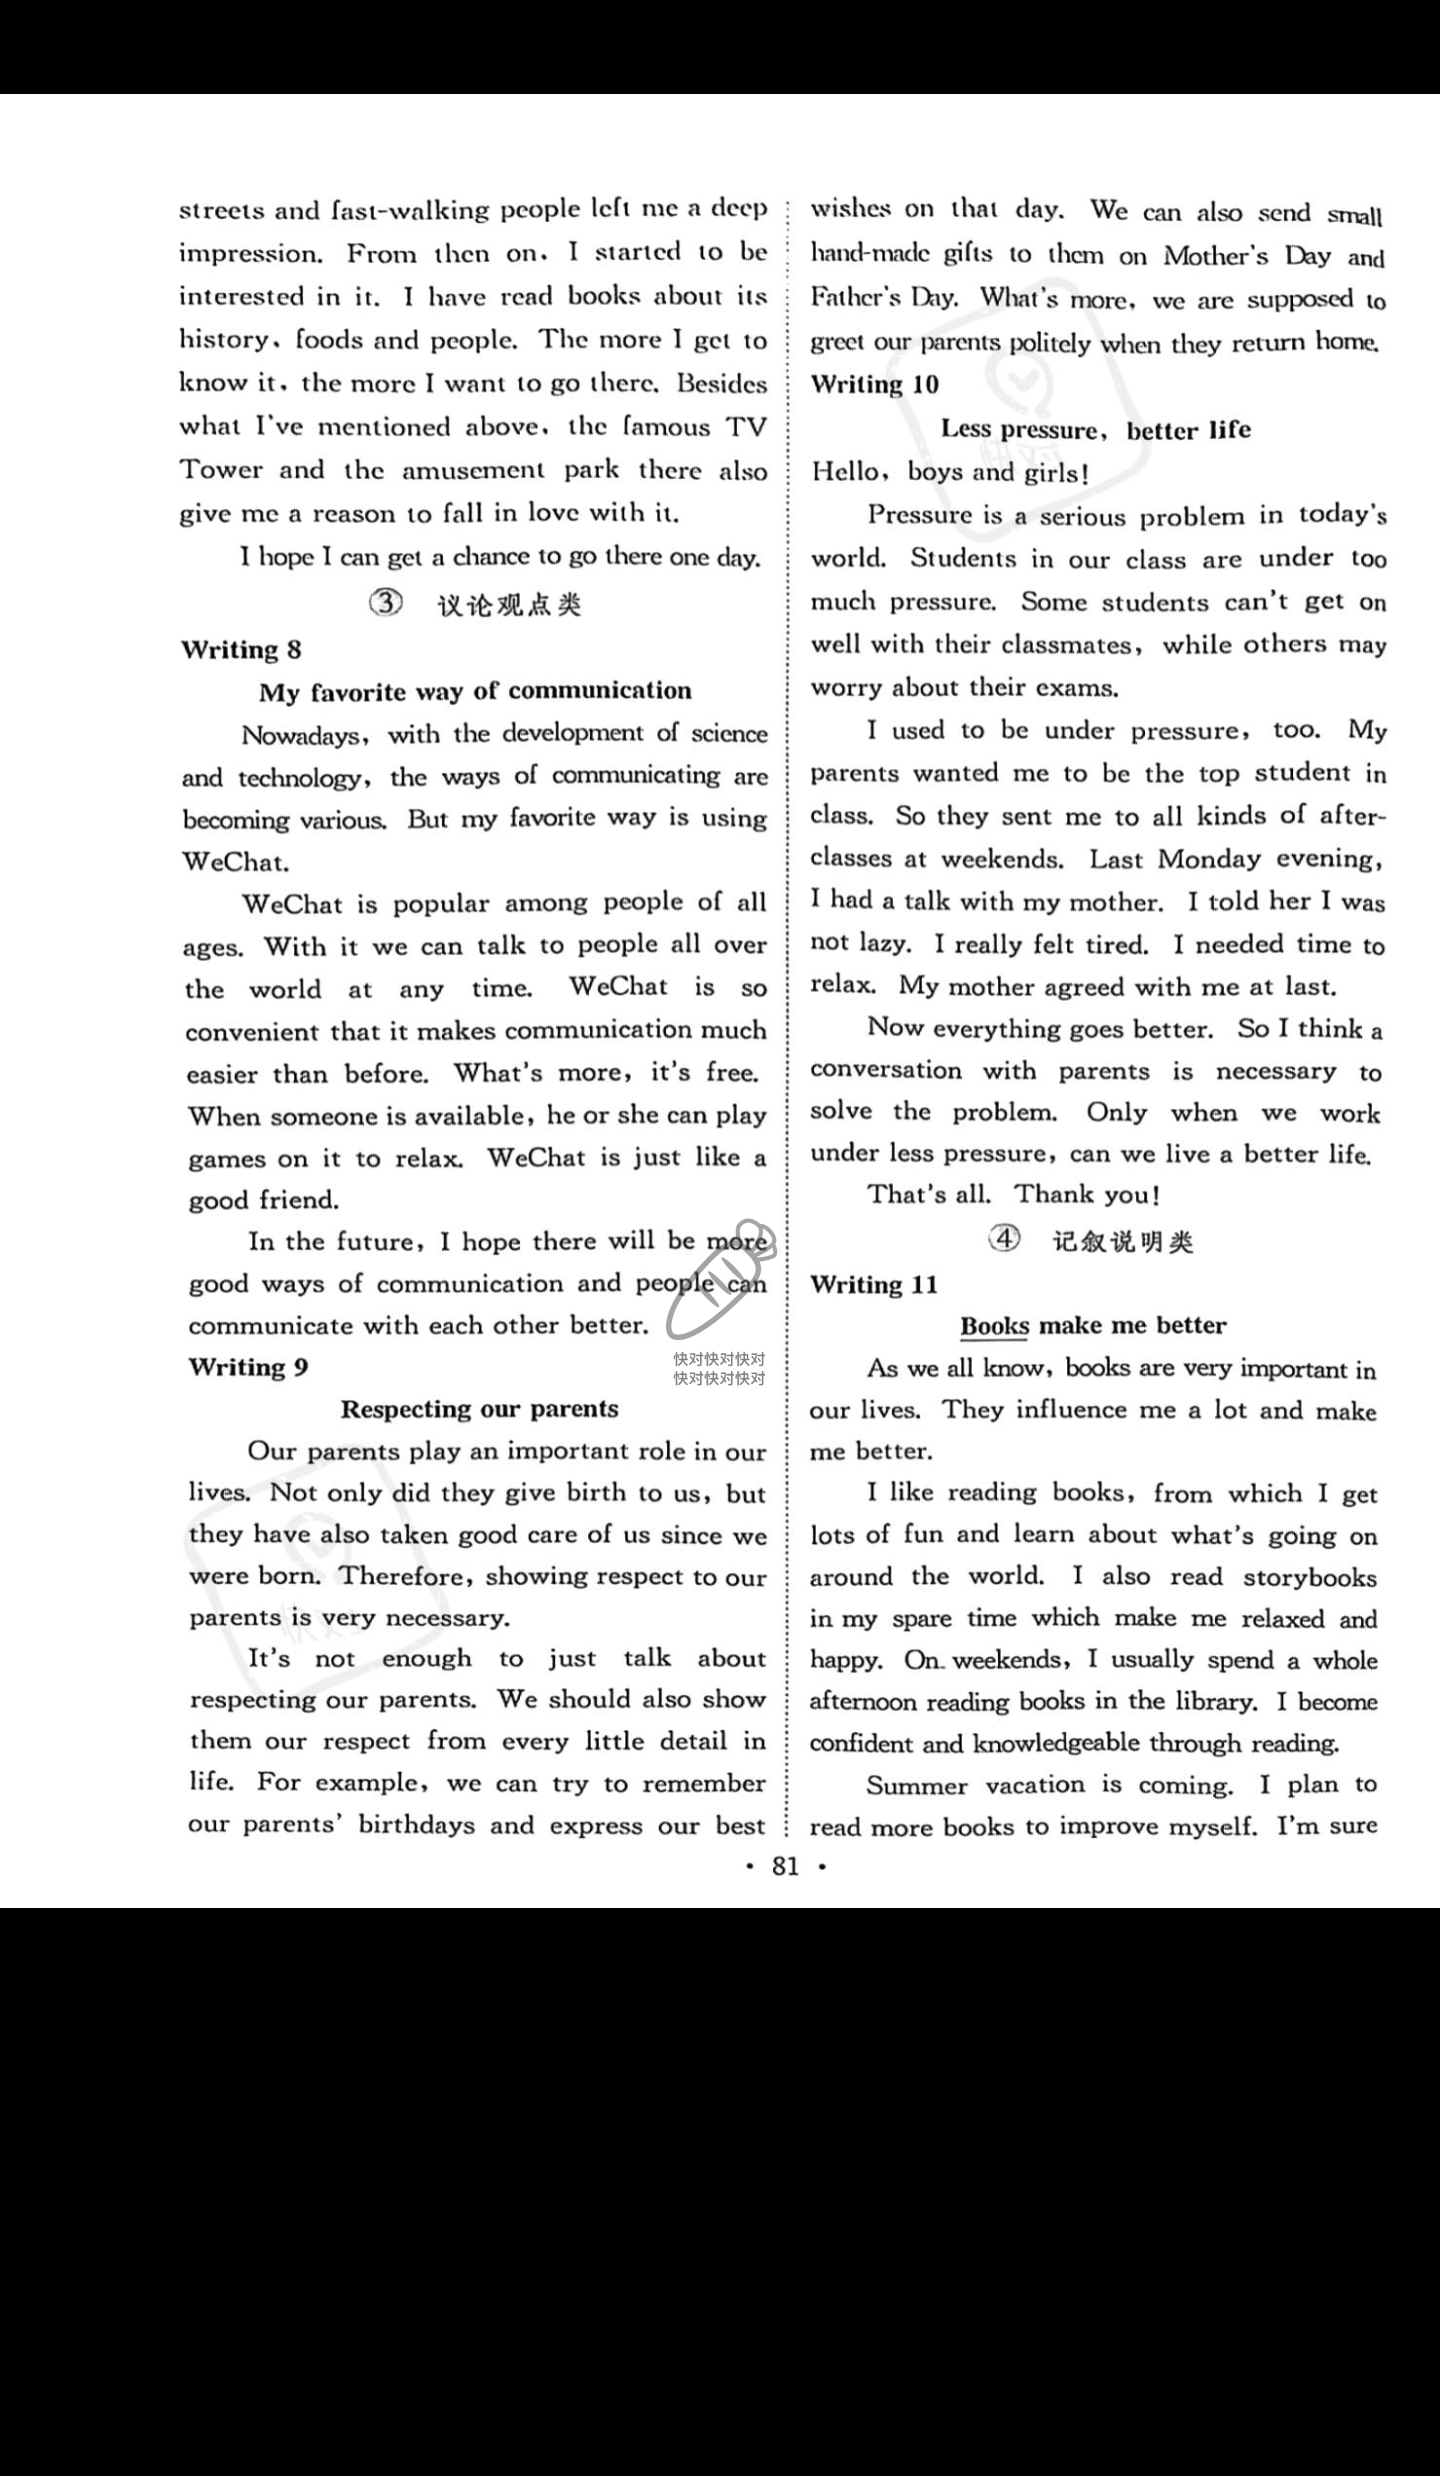 streets and fast-walking people left me a deep
impression. From then on, I started to be
interested in it. I have read books about its
history, foods and people. The more I get to
know it, the more I want to go there. Besides
what I've mentioned above, the famous TV
Tower and the amusement park there also
give me a reason to fall in love with it.
I hope I can get a chance to go there one day.
③ 议论观点类
Writing 8
My favorite way of communication
Nowadays, with the development of science
and technology, the ways of communicating are
becoming various. But my favorite way is using
WeChat.
WeChat is popular among people of all
ages. With it we can talk to people all over
the world at any time. WeChat is so
convenient that it makes communication much
easier than before. What's more, it's free.
When someone is available, he or she can play
games on it to relax. WeChat is just like a
good friend.
In the future, I hope there will be more
good ways of communication and people can
communicate with each other better.
Writing 9
Respecting our parents
Our parents play an important role in our
lives. Not only did they give birth to us, but
they have also taken good care of us since we
were born. Therefore, showing respect to our
parents is very necessary.
It's not enough to just talk about
respecting our parents. We should also show
them our respect from every little detail in
life. For example, we can try to remember
our parents' birthdays and express our best
wishes on that day. We can also send small
hand-made gifts to them on Mother's Day and
Father's Day. What's more, we are supposed to
greet our parents politely when they return home.
Writing 10
Less pressure, better life
Hello, boys and girls!
Pressure is a serious problem in today's
world. Students in our class are under too
much pressure. Some students can't get on
well with their classmates, while others may
worry about their exams.
I used to be under pressure, too. My
parents wanted me to be the top student in
class. So they sent me to all kinds of after-
classes at weekends. Last Monday evening,
I had a talk with my mother. I told her I was
not lazy. I really felt tired. I needed time to
relax. My mother agreed with me at last.
Now everything goes better. So I think a
conversation with parents is necessary to
solve the problem. Only when we work
under less pressure, can we live a better life.
That's all. Thank you!
④ 记叙说明类
Writing 11
Books make me better
As we all know, books are very important in
our lives. They influence me a lot and make
me better.
I like reading books, from which I get
lots of fun and learn about what's going on
around the world. I also read storybooks
in my spare time which make me relaxed and
happy. On weekends, I usually spend a whole
afternoon reading books in the library. I become
confident and knowledgeable through reading.
Summer vacation is coming. I plan to
read more books to improve myself. I'm sure
• 81 •
快对快对快对
快对快对快对
快对
快对